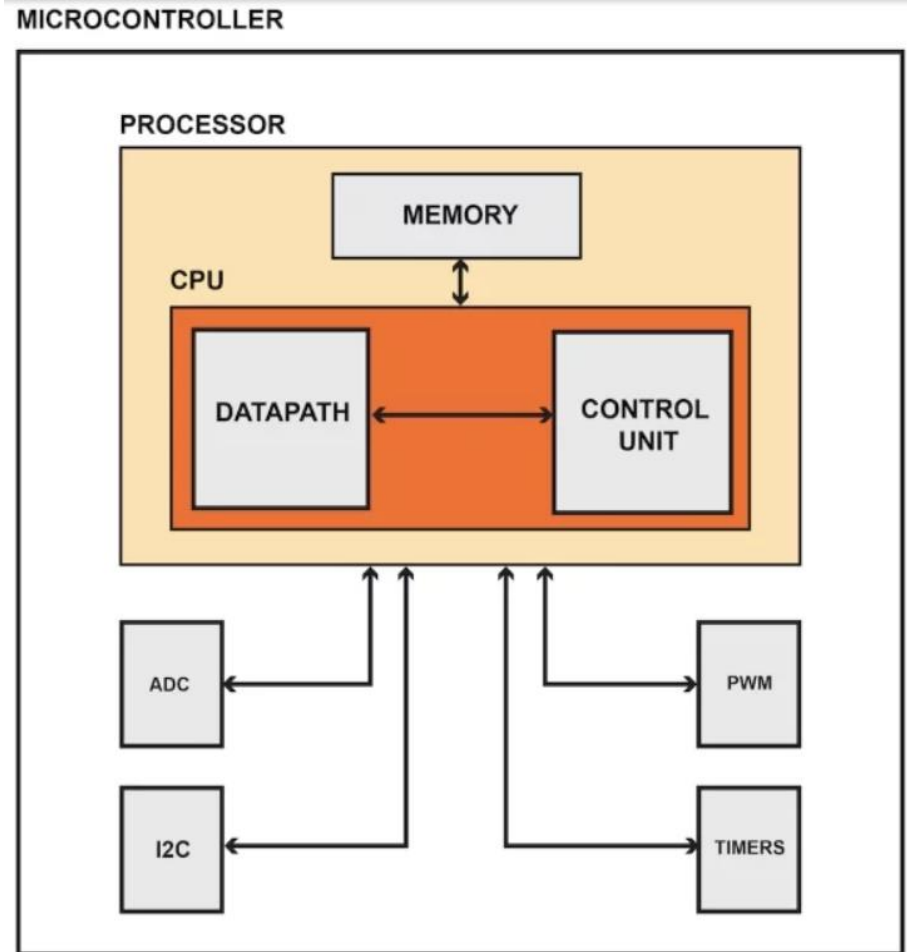 MICROCONTROLLER
PROCESSOR
MEMORY
CPU
DATAPATH
CONTROL
UNIT
ADC
PWM
I2C
TIMERS